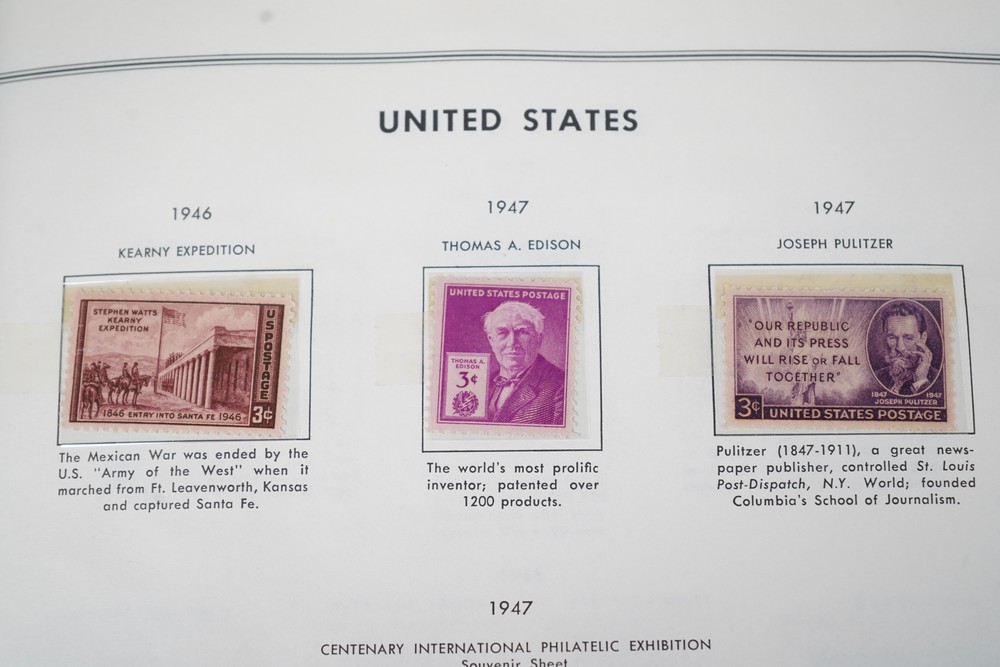 UNITED STATES
1946
KEARNY EXPEDITION
STEPHEN WATTS
KEARNY
EXPEDITION
US POSTAGE
1846 ENTRY INTO SANTA FE 1946
3¢
The Mexican War was ended by the
U.S. "Army of the West" when it
marched from Ft. Leavenworth, Kansas
and captured Santa Fe.
1947
THOMAS A. EDISON
UNITED STATES POSTAGE
THOMAS A.
EDISON
3¢
The world's most prolific
inventor; patented over
1200 products.
1947
JOSEPH PULITZER
"OUR REPUBLIC
AND ITS PRESS
WILL RISE OR FALL
TOGETHER"
1847 1947
JOSEPH PULITZER
3¢ UNITED STATES POSTAGE
Pulitzer (1847-1911), a great news-
paper publisher, controlled St. Louis
Post-Dispatch, N.Y. World; founded
Columbia's School of Journalism.
1947
CENTENARY INTERNATIONAL PHILATELIC EXHIBITION
Souvenir Sheet